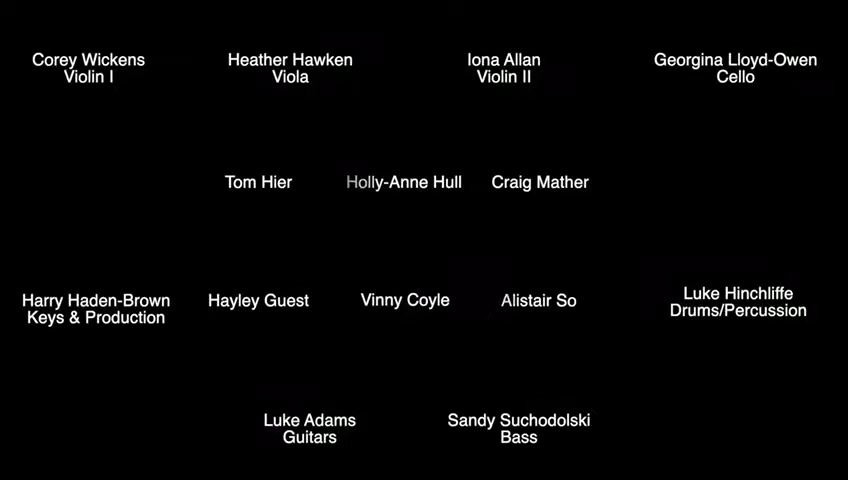 Corey Wickens
Violin I
Heather Hawken
Viola
Iona Allan
Violin II
Georgina Lloyd-Owen
Cello
Tom Hier
Holly-Anne Hull
Craig Mather
Harry Haden-Brown
Keys & Production
Hayley Guest
Vinny Coyle
Alistair So
Luke Hinchliffe
Drums/Percussion
Luke Adams
Guitars
Sandy Suchodolski
Bass